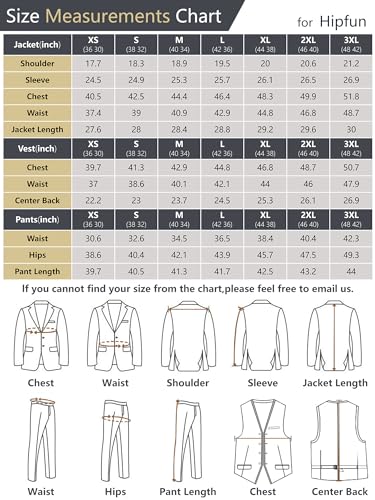 Size Measurements Chart for Hipfun
Jacket(inch) XS (36 30) S (38 32) M (40 34) L (42 36) XL (44 38) 2XL (46 40) 3XL (48 42)
Shoulder 17.7 18.3 18.9 19.5 20 20.6 21.2
Sleeve 24.5 24.9 25.3 25.7 26.1 26.5 26.9
Chest 40.5 42.5 44.4 46.4 48.3 49.9 51.8
Waist 37.4 39 40.9 42.9 44.8 46.8 48.8
Jacket Length 27.6 28 28.4 28.8 29.2 29.6 30
Vest(inch) XS (36 30) S (38 32) M (40 34) L (42 36) XL (44 38) 2XL (46 40) 3XL (48 42)
Chest 39.7 41.3 42.9 44.8 46.8 48.7 50.7
Waist 37 38.6 40.1 42.1 44 46 47.9
Center Back 22.2 23 23.7 24.5 25.3 26.1 26.9
Pants(inch) XS (36 30) S (38 32) M (40 34) L (42 36) XL (44 38) 2XL (46 40) 3XL (48 42)
Waist 30.6 32.6 34.5 36.5 38.4 40.4 42.3
Hips 38.6 40.4 42.1 43.9 45.7 47.4 49.2
Pant Length 39.7 40.5 41.3 41.7 42.5 43.2 44
If you cannot find your size from the chart,please feel free to email us.
Chest Waist Shoulder Sleeve Jacket Length
Waist Hips Pant Length Chest Center Back